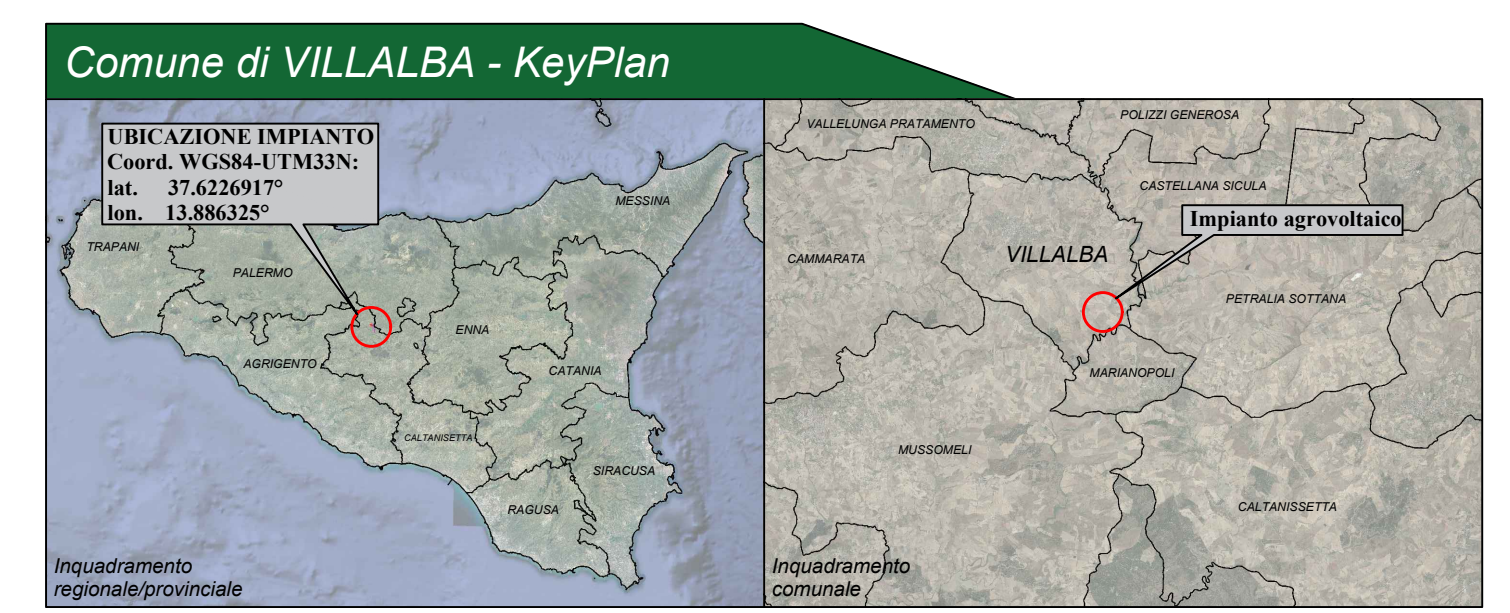 Comune di VILLALBA - KeyPlan
UBICAZIONE IMPIANTO
Coord. WGS84-UTM33N:
lat. 37.6226917°
lon. 13.886325°
MESSINA
TRAPANI
PALERMO
ENNA
AGRIGENTO
CATANIA
CALTANISETTA
SIRACUSA
RAGUSA
Inquadramento
regionale/provinciale
VALLELUNGA PRATAMENTO
POLIZZI GENEROSA
CASTELLANA SICULA
Impianto agrovoltaico
VILLALBA
CAMMARATA
PETRALIA SOTTANA
MARIANOPOLI
MUSSOMELI
CALTANISSETTA
Inquadramento
comunale